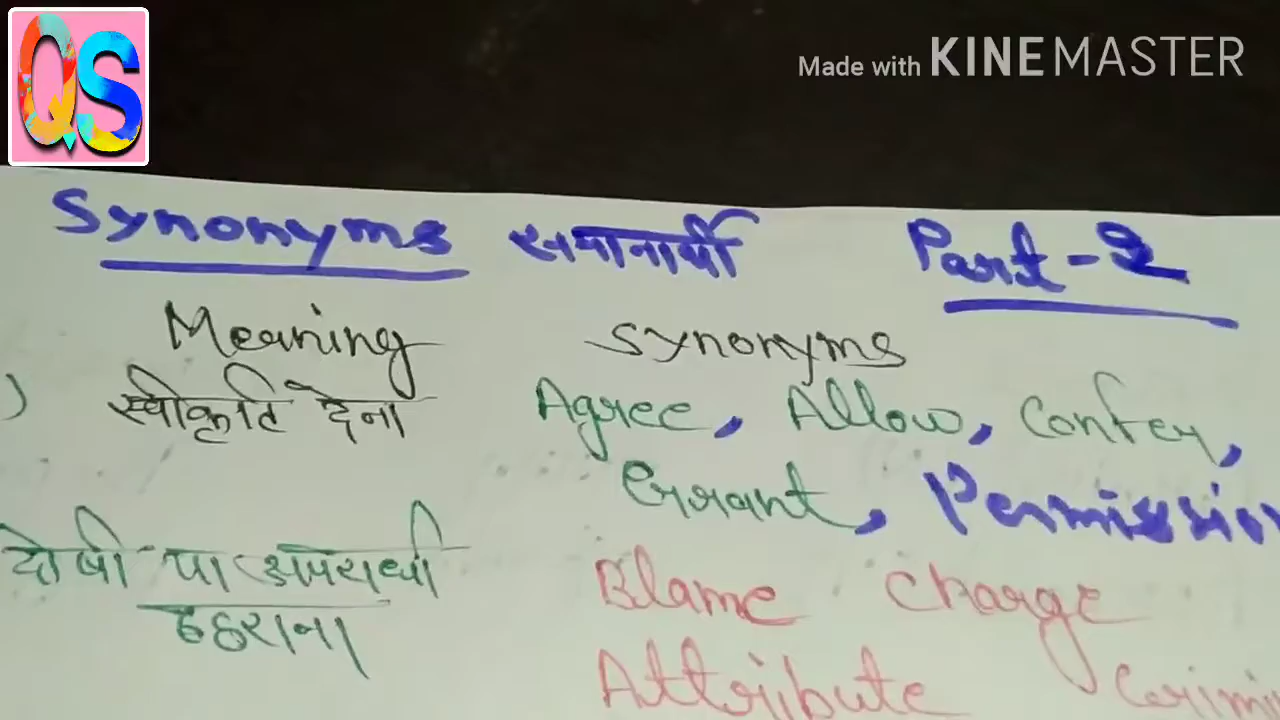 QS
Made with KINEMASTER
Synonyms समानार्थी Part-2
Meaning Synonyms
) स्वीकृति देना Agree, Allow, Confer,
Grant, Permission
दोषी या अपराधी Blame Charge
ठहराना
Attribute